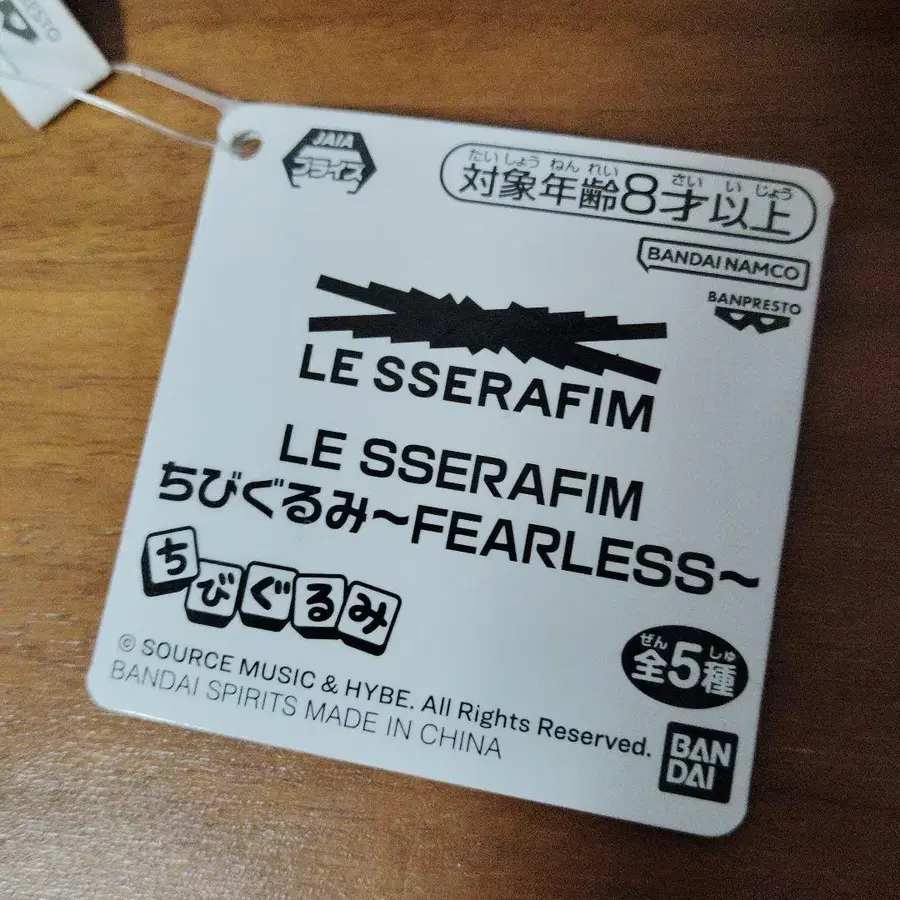 PRESTO
JAIA
プライズ
たいしょうねんれい さいいじょう
対象年齢8才以上
BANDAI NAMCO
BANPRESTO
LE SSERAFIM
LE SSERAFIM
ちびぐるみ~FEARLESS~
ちびぐるみ
ぜん しゅ
全5種
© SOURCE MUSIC & HYBE. All Rights Reserved.
BANDAI SPIRITS MADE IN CHINA
BAN
DAI